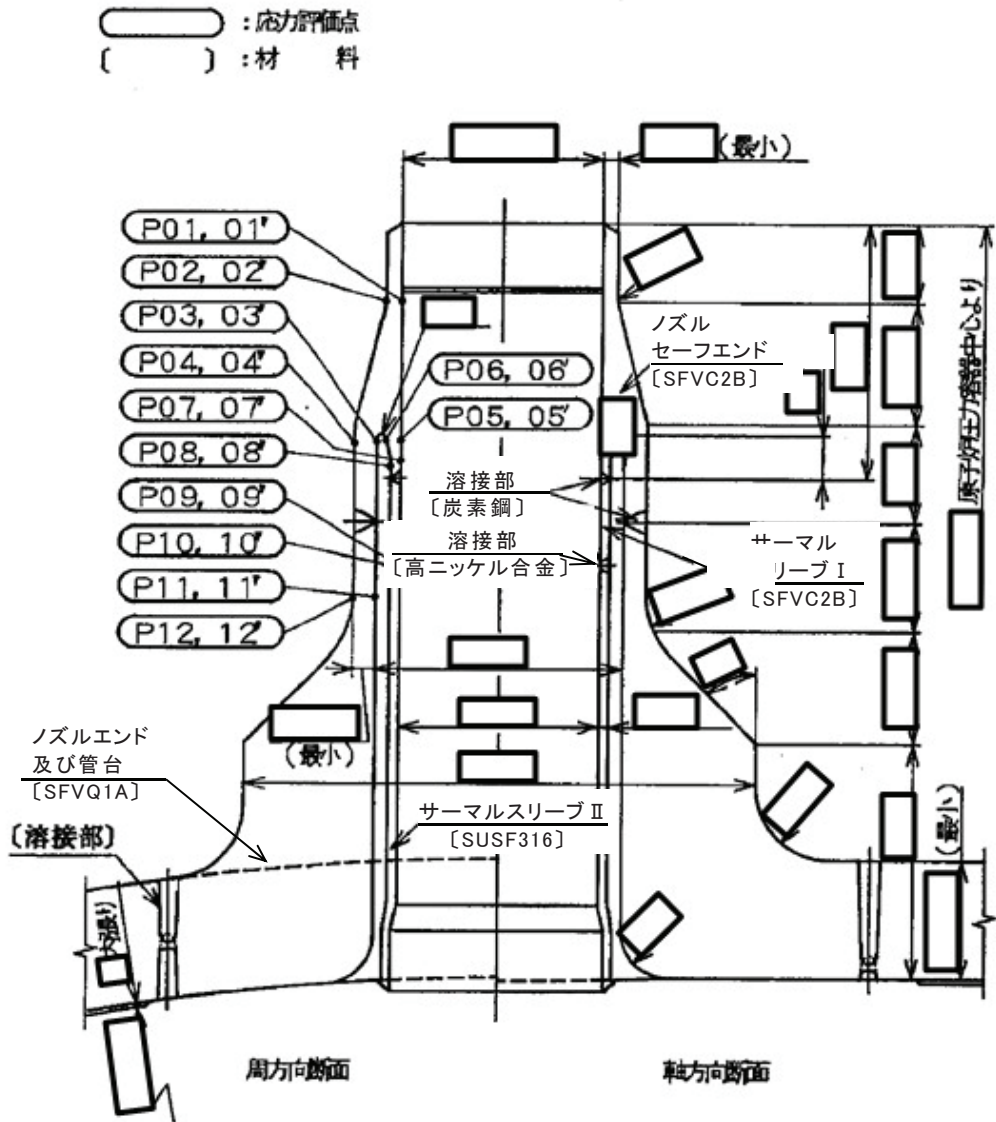 ：応力評価点
〔　　　〕：材　料
（最小）
P01，01′
P02，02′
P03，03′
P04，04′
P07，07′
P08，08′
P09，09′
P10，10′
P11，11′
P12，12′
P06，06′
P05，05′
ノズル
セーフエンド
〔SFVC2B〕
原子炉圧力容器中心より
溶接部
〔炭素鋼〕
溶接部
〔高ニッケル合金〕
サーマル
リーブⅠ
〔SFVC2B〕
（最小）
ノズルエンド
及び管台
〔SFVQ1A〕
〔溶接部〕
サーマルスリーブⅡ
〔SUSF316〕
（最小）
内張り
周方向断面
軸方向断面